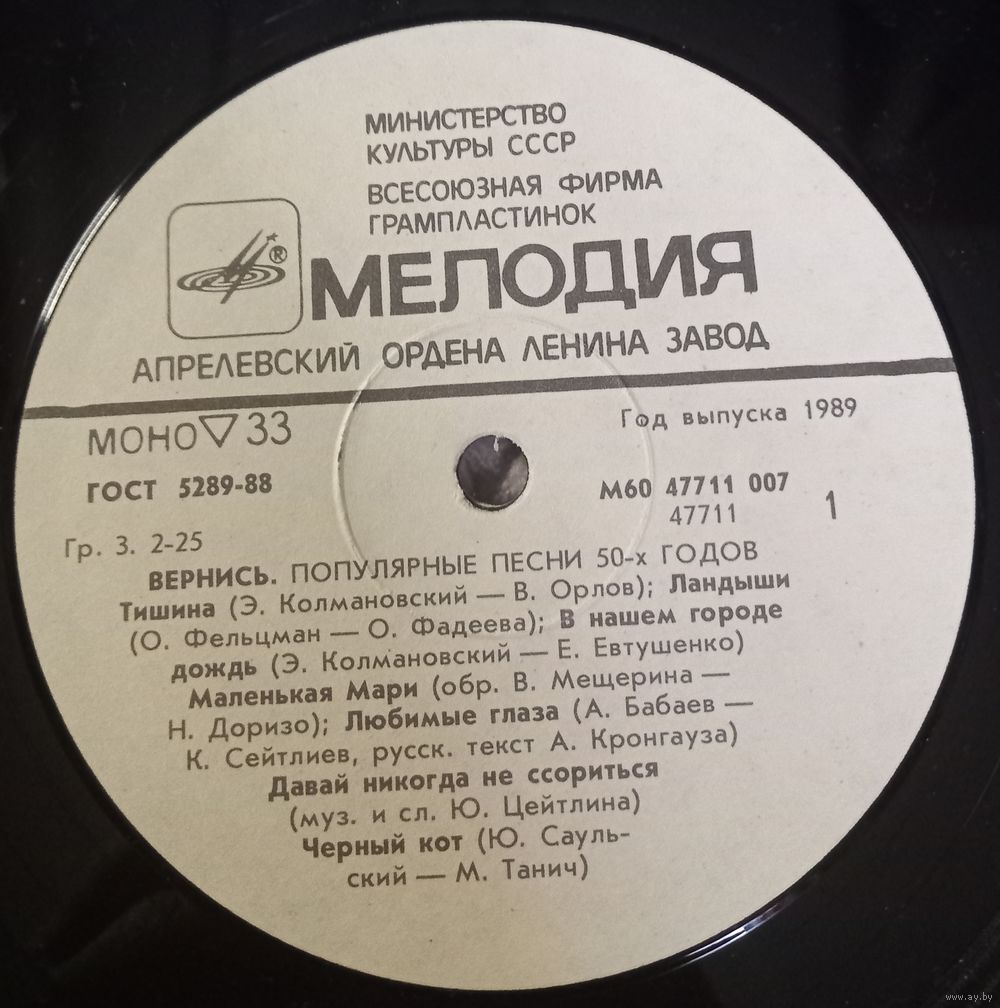 МИНИСТЕРСТВО
КУЛЬТУРЫ СССР
ВСЕСОЮЗНАЯ ФИРМА
ГРАМПЛАСТИНОК
®
МЕЛОДИЯ
АПРЕЛЕВСКИЙ ОРДЕНА ЛЕНИНА ЗАВОД
МОНО 33
Год выпуска 1989
ГОСТ 5289-88
М60 47711 007
47711
1
Гр. 3. 2-25
ВЕРНИСЬ. ПОПУЛЯРНЫЕ ПЕСНИ 50-х ГОДОВ
Тишина (Э. Колмановский — В. Орлов); Ландыши
(О. Фельцман — О. Фадеева); В нашем городе
дождь (Э. Колмановский — Е. Евтушенко)
Маленькая Мари (обр. В. Мещерина —
Н. Доризо); Любимые глаза (А. Бабаев —
К. Сейтлиев, русск. текст А. Кронгауза)
Давай никогда не ссориться
(муз. и сл. Ю. Цейтлина)
Черный кот (Ю. Сауль-
ский — М. Танич)
www.ay.by